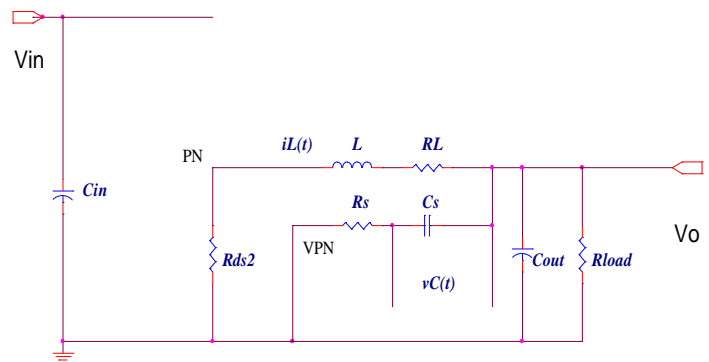 Vin
iL(t) L RL
PN
Cin
Rs Cs
VPN
Vo
Rds2
Cout Rload
vC(t)